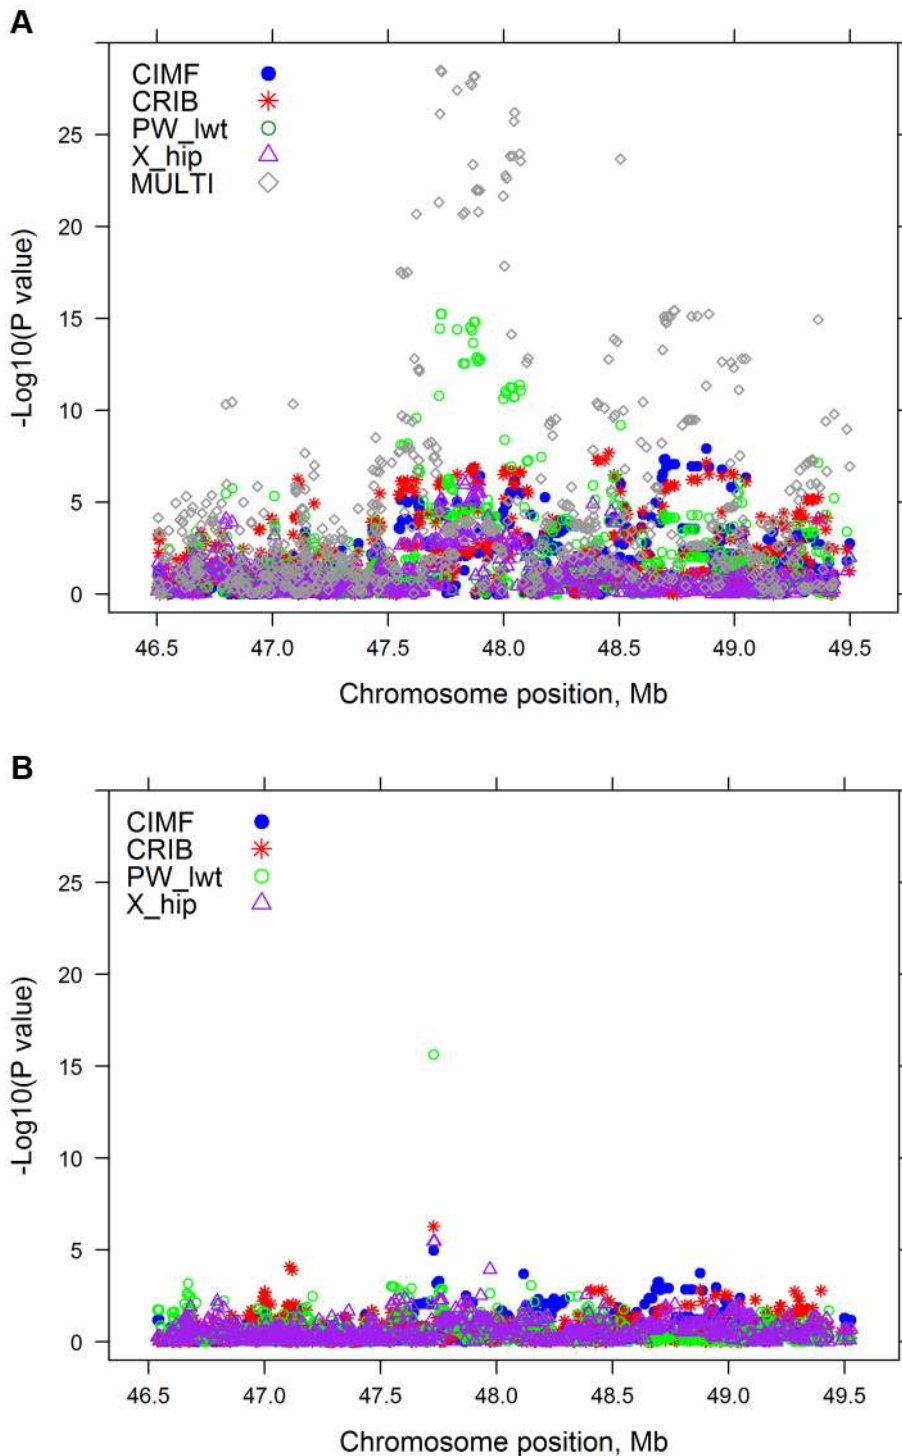 A
CIMF
CRIB
PW_lwt
X_hip
MULTI
25
20
15
10
5
0
-Log10(P value)
46.5 47.0 47.5 48.0 48.5 49.0 49.5
Chromosome position, Mb
B
CIMF
CRIB
PW_lwt
X_hip
25
20
15
10
5
0
-Log10(P value)
46.5 47.0 47.5 48.0 48.5 49.0 49.5
Chromosome position, Mb